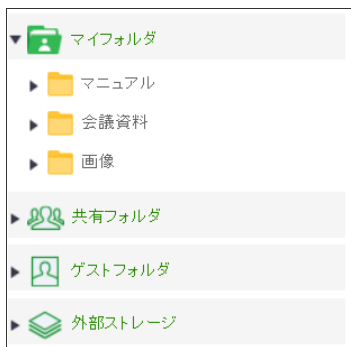 マイフォルダ
マニュアル
会議資料
画像
共有フォルダ
ゲストフォルダ
外部ストレージ